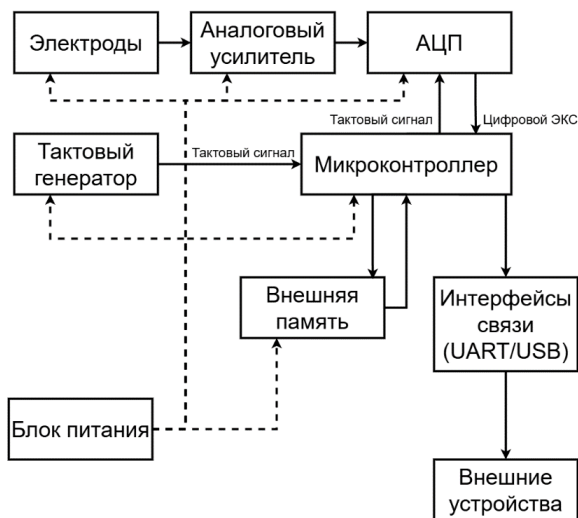 Электроды
Аналоговый
усилитель
АЦП
Тактовый сигнал
Цифровой ЭКС
Тактовый
генератор
Тактовый сигнал
Микроконтроллер
Внешняя
память
Интерфейсы
связи
(UART/USB)
Блок питания
Внешние
устройства